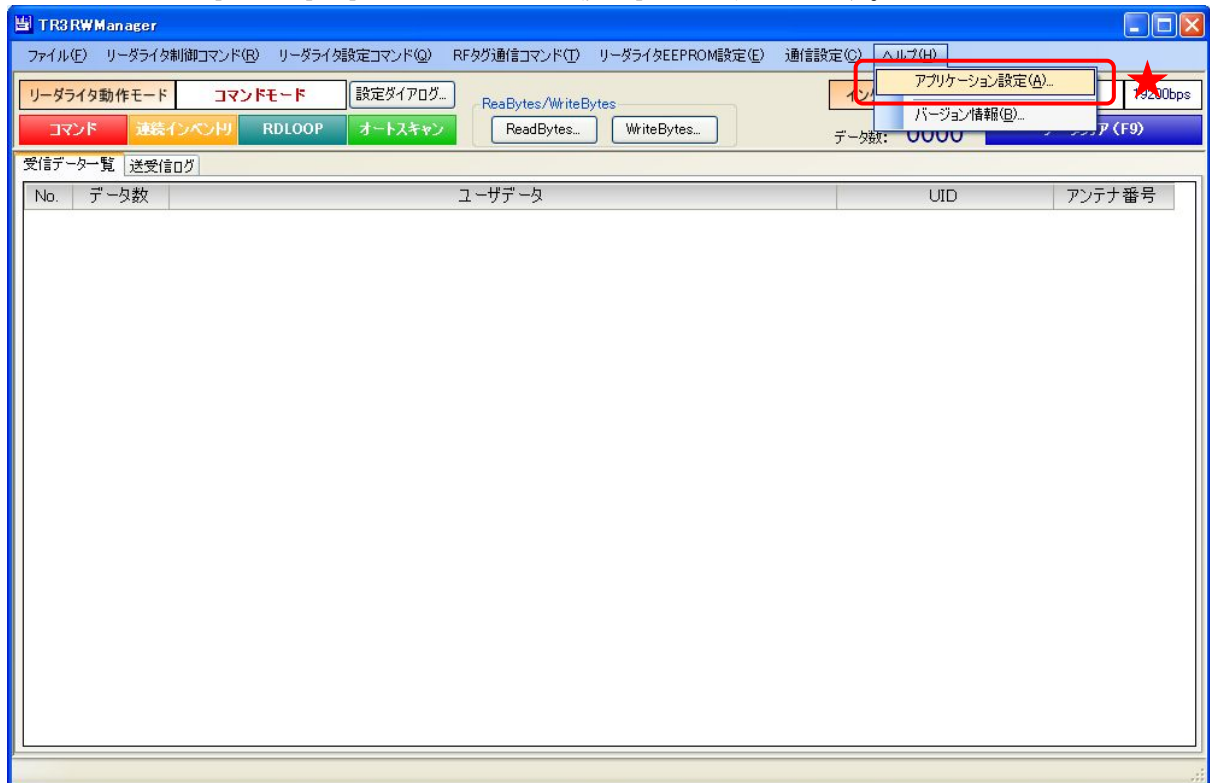 TR3RWManager
ファイル(F) リーダライタ制御コマンド(R) リーダライタ設定コマンド(Q) RFタグ通信コマンド(T) リーダライタEEPROM設定(E) 通信設定(C) ヘルプ(H)
アプリケーション設定(A)...
バージョン情報(B)...
リーダライタ動作モード コマンドモード 設定ダイアログ... ReaBytes/WriteBytes 19200bps
コマンド 連続インベントリ RDLOOP オートスキャン ReadBytes... WriteBytes... データ数: 0000 (F9)
受信データ一覧 送受信ログ
No. データ数 ユーザデータ UID アンテナ番号